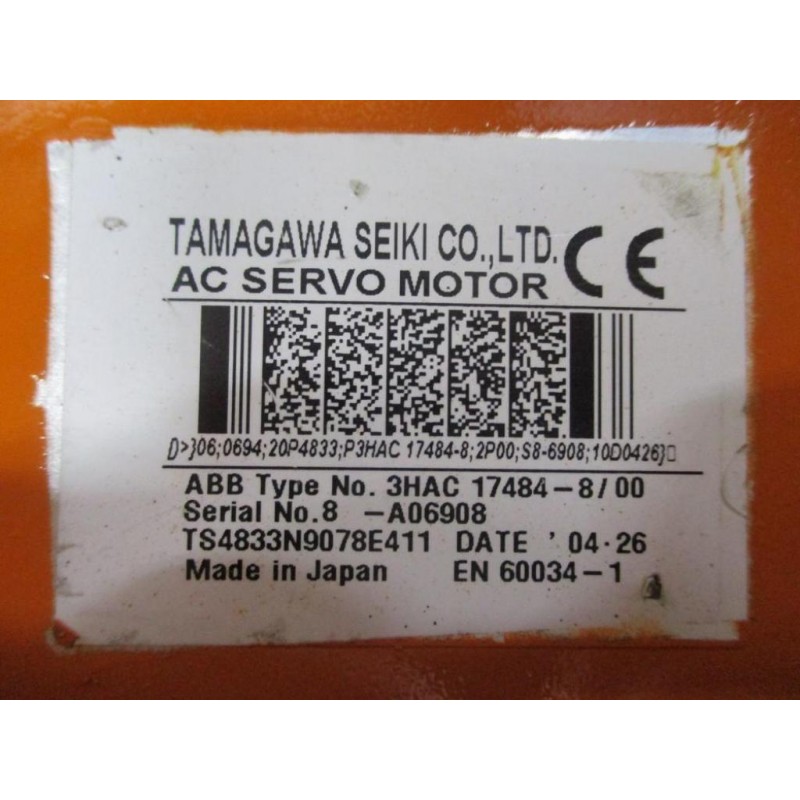 TAMAGAWA SEIKI CO.,LTD. CE
AC SERVO MOTOR
[)>}06;0694;20P4833;P3HAC 17484-8;2P00;S8-6908;10D0426}□
ABB Type No. 3HAC 17484-8/00
Serial No.8 -A06908
TS4833N9078E411 DATE ' 04·26
Made in Japan EN 60034-1